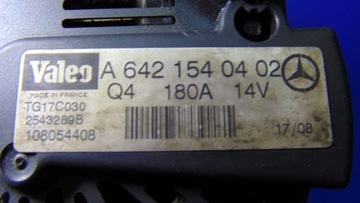 Valeo
MADE IN FRANCE
A 642 154 04 02
Q4 180A 14V
TG17C030
2543289B
108054408
17/08